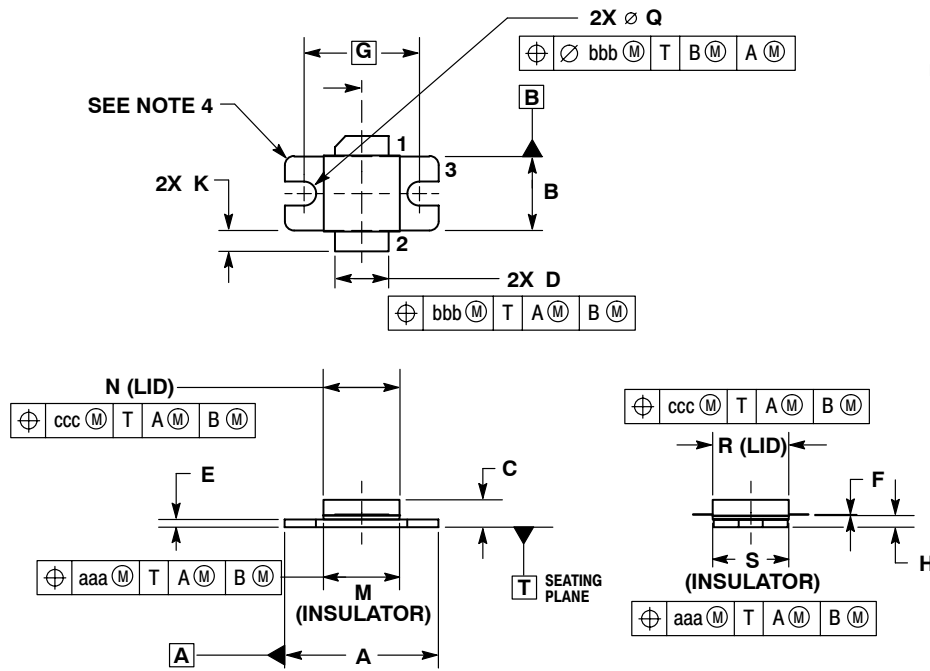 2X ⌀ Q
⌖ ⌀ bbb Ⓜ T B Ⓜ A Ⓜ
G
B
SEE NOTE 4
1
3
2X K
B
2
2X D
⌖ bbb Ⓜ T A Ⓜ B Ⓜ
N (LID)
⌖ ccc Ⓜ T A Ⓜ B Ⓜ
⌖ ccc Ⓜ T A Ⓜ B Ⓜ
R (LID)
E
C
F
H
⌖ aaa Ⓜ T A Ⓜ B Ⓜ
M
(INSULATOR)
T SEATING
PLANE
S
(INSULATOR)
⌖ aaa Ⓜ T A Ⓜ B Ⓜ
A
A